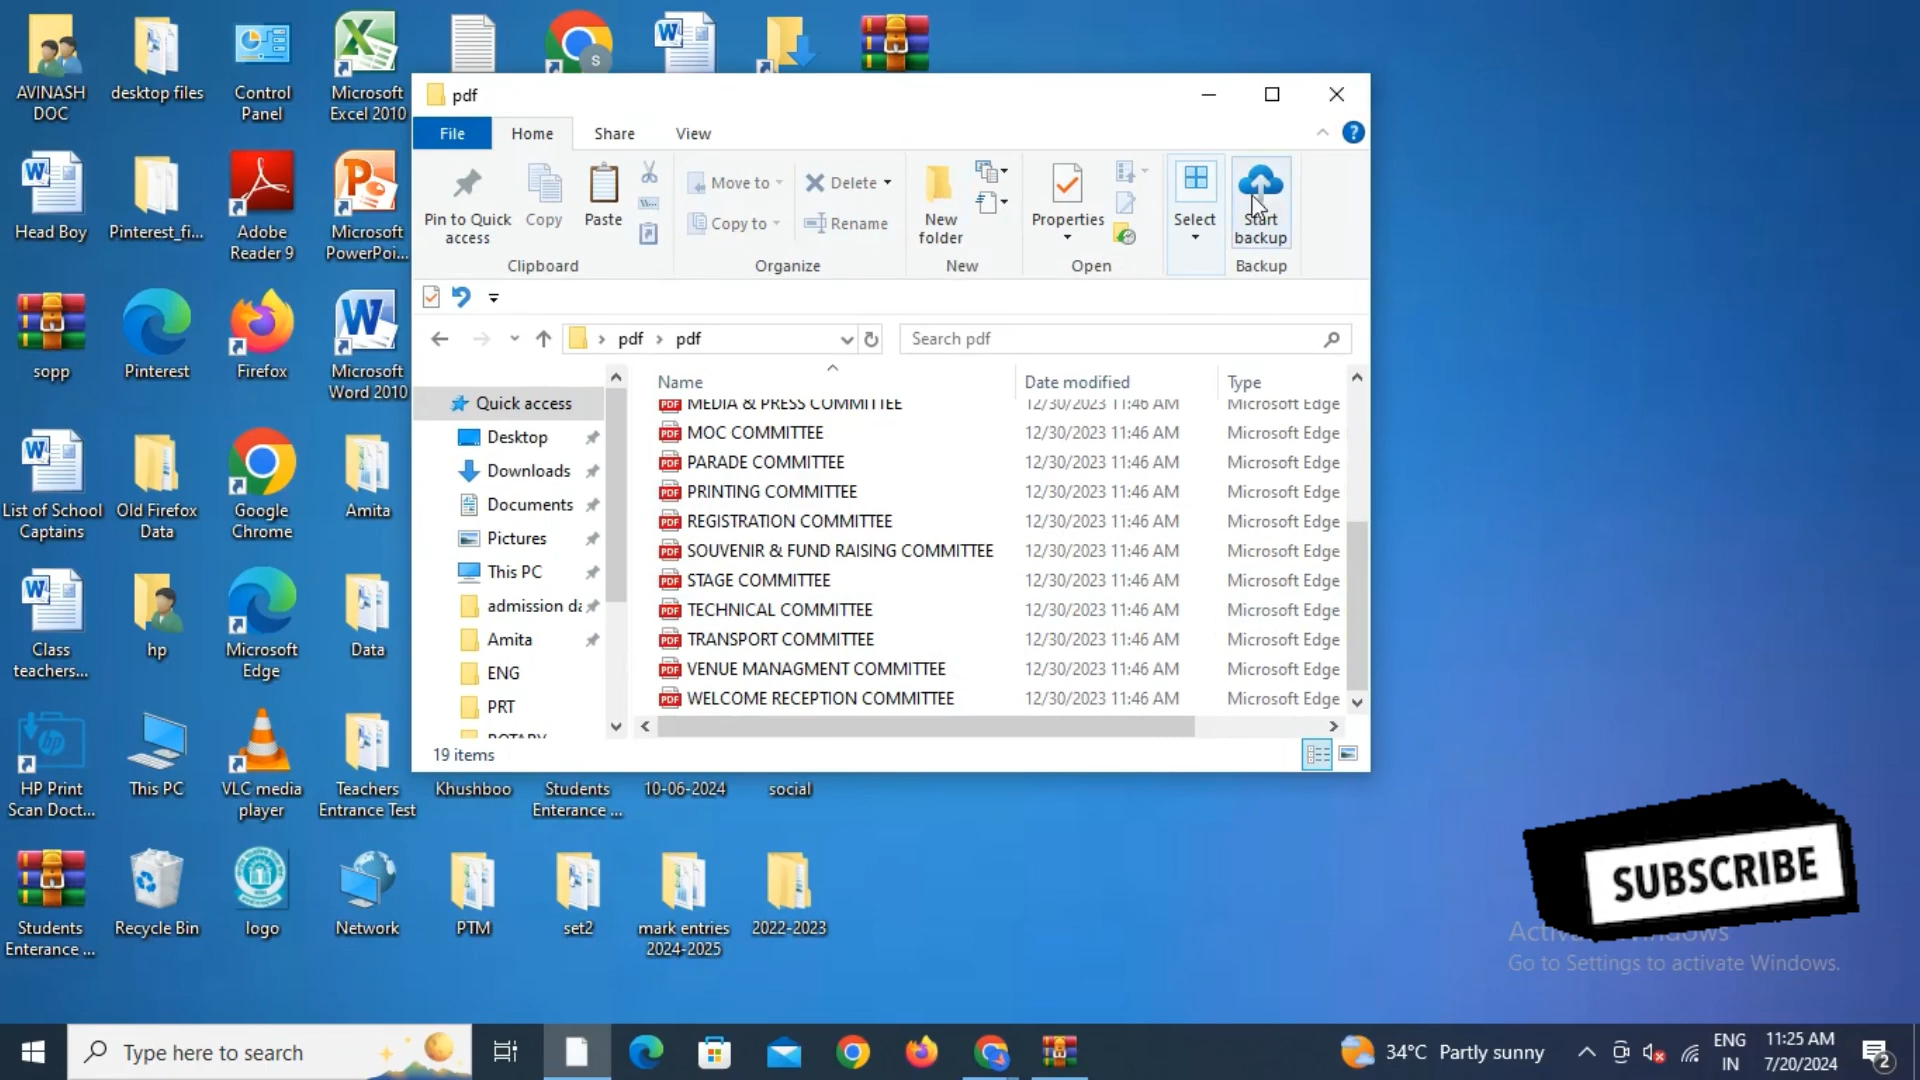 AVINASH
DOC
desktop files
Control
Panel
Microsoft
Excel 2010
S
pdf
File
Home
Share
View
Pin to Quick
access
Copy
Paste
Clipboard
Move to
Copy to
Delete
Rename
Organize
New
folder
New
Properties
Open
Select
Start
backup
Backup
pdf
pdf
Search pdf
Head Boy
Pinterest_fi...
Adobe
Reader 9
Microsoft
PowerPoi...
sopp
Pinterest
Firefox
Microsoft
Word 2010
List of School
Captains
Old Firefox
Data
Google
Chrome
Amita
Class
teachers...
hp
Microsoft
Edge
Data
HP Print
Scan Doct...
This PC
VLC media
player
Teachers
Entrance Test
Khushboo
Students
Enterance ...
10-06-2024
social
Students
Enterance ...
Recycle Bin
logo
Network
PTM
set2
mark entries
2024-2025
2022-2023
Quick access
Desktop
Downloads
Documents
Pictures
This PC
admission da
Amita
ENG
PRT
Name Date modified Type
MEDIA & PRESS COMMITTEE 12/30/2023 11:46 AM Microsoft Edge
MOC COMMITTEE 12/30/2023 11:46 AM Microsoft Edge
PARADE COMMITTEE 12/30/2023 11:46 AM Microsoft Edge
PRINTING COMMITTEE 12/30/2023 11:46 AM Microsoft Edge
REGISTRATION COMMITTEE 12/30/2023 11:46 AM Microsoft Edge
SOUVENIR & FUND RAISING COMMITTEE 12/30/2023 11:46 AM Microsoft Edge
STAGE COMMITTEE 12/30/2023 11:46 AM Microsoft Edge
TECHNICAL COMMITTEE 12/30/2023 11:46 AM Microsoft Edge
TRANSPORT COMMITTEE 12/30/2023 11:46 AM Microsoft Edge
VENUE MANAGMENT COMMITTEE 12/30/2023 11:46 AM Microsoft Edge
WELCOME RECEPTION COMMITTEE 12/30/2023 11:46 AM Microsoft Edge
19 items
SUBSCRIBE
Go to Settings to activate Windows.
Type here to search
34°C Partly sunny
ENG
IN
11:25 AM
7/20/2024
2